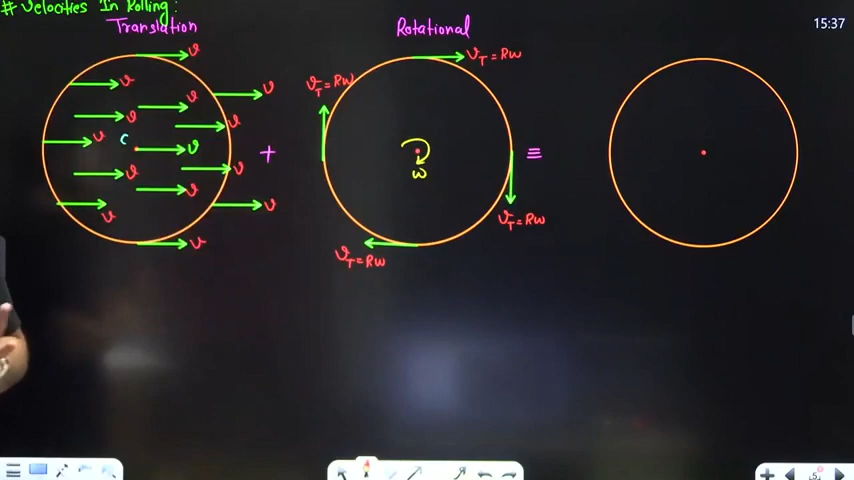 # Velocities In Rolling:
Translation
Rotational
15:37
v
v
v
v
v
v
C
v
v
v
v
v
v
v
v
v
+
V_T = Rω
V_T = Rω
ω
V_T = Rω
V_T = Rω
≡